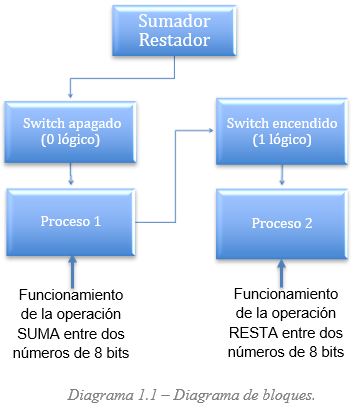 Sumador
Restador
Switch apagado
(0 lógico)
Switch encendido
(1 lógico)
Proceso 1
Proceso 2
Funcionamiento
de la operación
SUMA entre dos
números de 8 bits
Funcionamiento
de la operación
RESTA entre dos
números de 8 bits
Diagrama 1.1 – Diagrama de bloques.